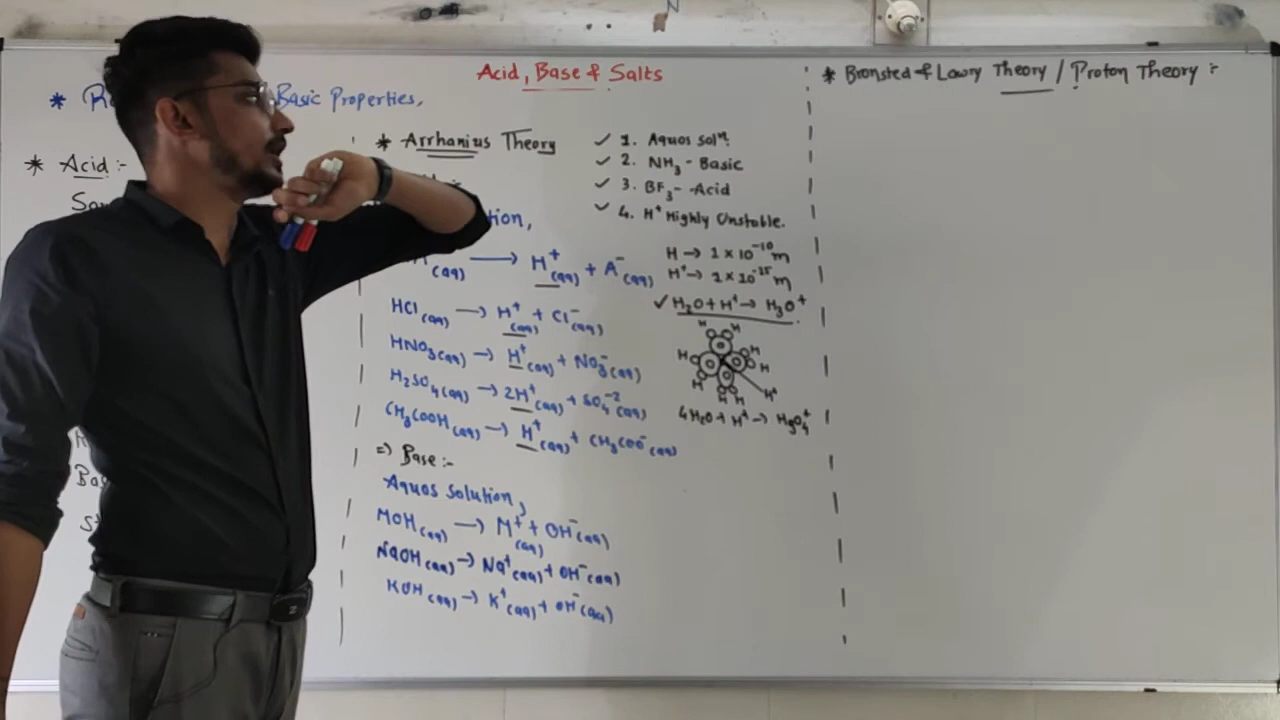 Acid, Base & Salts
* Basic Properties,
* Acid :-
* Arrhanius Theory
✓ 1. Aquos solⁿ.
✓ 2. NH₃ - Basic
✓ 3. BF₃ - Acid
✓ 4. H⁺ Highly Unstable.
(aq) ⟶ H⁺(aq) + A⁻(aq)
HCl(aq) → H⁺(aq) + Cl⁻(aq)
HNO₃(aq) → H⁺(aq) + NO₃⁻(aq)
H₂SO₄(aq) → 2H⁺(aq) + SO₄⁻²(aq)
CH₃COOH(aq) → H⁺(aq) + CH₃COO⁻(aq)
H → 1 × 10⁻¹⁰ m
H⁺ → 1 × 10⁻¹⁵ m
✓ H₂O + H⁺ → H₃O⁺
H H
H H
H H
H H
H⁺
4H₂O + H⁺ → H₉O₄⁺
=) Base :-
Aquos Solution,
MOH(aq) → M⁺(aq) + OH⁻(aq)
NaOH(aq) → Na⁺(aq) + OH⁻(aq)
KOH(aq) → K⁺(aq) + OH⁻(aq)
* Bronsted & Lowry Theory / Proton Theory :-